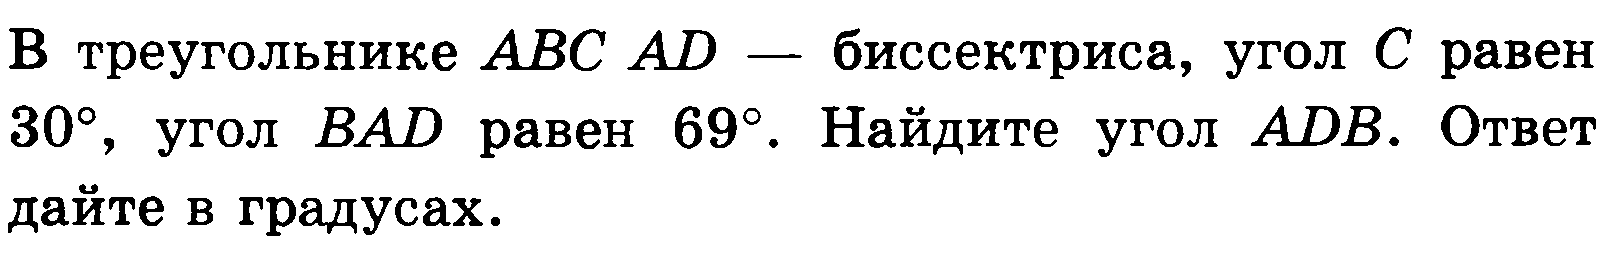 В треугольнике ABC AD — биссектриса, угол C равен
30°, угол BAD равен 69°. Найдите угол ADB. Ответ
дайте в градусах.